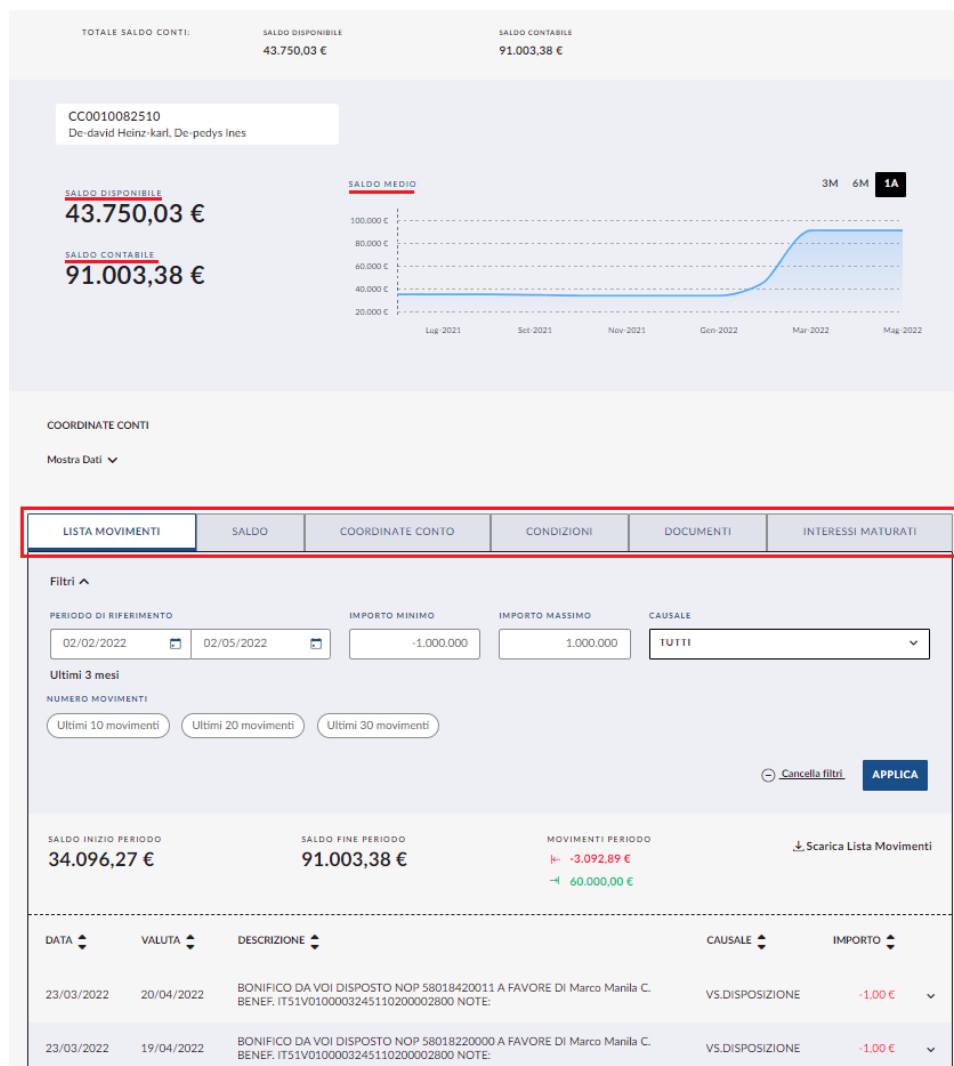 TOTALE SALDO CONTI:
SALDO DISPONIBILE
43.750,03 €
SALDO CONTABILE
91.003,38 €
CC0010082510
De-david Heinz-karl, De-pedys Ines
SALDO DISPONIBILE
43.750,03 €
SALDO CONTABILE
91.003,38 €
SALDO MEDIO
3M 6M 1A
100.000 €
80.000 €
60.000 €
40.000 €
20.000 €
Lug-2021 Set-2021 Nov-2021 Gen-2022 Mar-2022 Mag-2022
COORDINATE CONTI
Mostra Dati
LISTA MOVIMENTI SALDO COORDINATE CONTO CONDIZIONI DOCUMENTI INTERESSI MATURATI
Filtri
PERIODO DI RIFERIMENTO IMPORTO MINIMO IMPORTO MASSIMO CAUSALE
02/02/2022 02/05/2022 -1.000.000 1.000.000 TUTTI
Ultimi 3 mesi
NUMERO MOVIMENTI
Ultimi 10 movimenti Ultimi 20 movimenti Ultimi 30 movimenti
Cancella filtri APPLICA
SALDO INIZIO PERIODO
34.096,27 €
SALDO FINE PERIODO
91.003,38 €
MOVIMENTI PERIODO
-3.092,89 €
60.000,00 €
Scarica Lista Movimenti
DATA VALUTA DESCRIZIONE CAUSALE IMPORTO
23/03/2022 20/04/2022 BONIFICO DA VOI DISPOSTO NOP 58018420011 A FAVORE DI Marco Manila C. VS.DISPOSIZIONE -1,00 €
BENEF. IT51V0100003245110200002800 NOTE:
23/03/2022 19/04/2022 BONIFICO DA VOI DISPOSTO NOP 58018220000 A FAVORE DI Marco Manila C. VS.DISPOSIZIONE -1,00 €
BENEF. IT51V0100003245110200002800 NOTE: